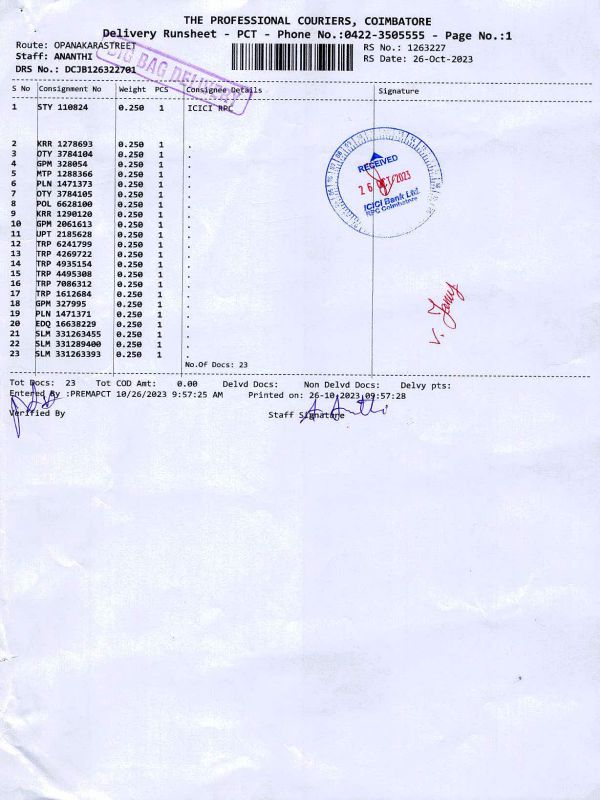 THE PROFESSIONAL COURIERS, COIMBATORE
Delivery Runsheet - PCT - Phone No.:0422-3505555 - Page No.:1
Route: OPANAKARASTREET
RS No.: 1263227
Staff: ANANTHI
RS Date: 26-Oct-2023
BIG BAG DELIVERY
DRS No.: DCJB126322701
S No Consignment No Weight PCS Consignee Details Signature
1 STY 110824 0.250 1 ICICI RPC
2 KRR 1278693 0.250 1 .
3 OTY 3784104 0.250 1 .
4 GPM 328054 0.250 1 .
5 MTP 1288366 0.250 1 .
6 PLN 1471373 0.250 1 .
7 OTY 3784105 0.250 1 .
8 POL 6628100 0.250 1 .
9 KRR 1290120 0.250 1 .
10 GPM 2061613 0.250 1 .
11 UPT 2185628 0.250 1 .
12 TRP 6241799 0.250 1 .
13 TRP 4269722 0.250 1 .
14 TRP 4935154 0.250 1 .
15 TRP 4495308 0.250 1 .
16 TRP 7086312 0.250 1 .
17 TRP 1612684 0.250 1 .
18 GPM 327995 0.250 1 .
19 PLN 1471371 0.250 1 .
20 EDQ 16638229 0.250 1 .
21 SLM 331263455 0.250 1 .
22 SLM 331289400 0.250 1 .
23 SLM 331263393 0.250 1 .
RECEIVED
26 OCT 2023
ICICI Bank Ltd.
RPC Coimbatore
No.Of Docs: 23
Tot Docs: 23 Tot COD Amt: 0.00 Delvd Docs: Non Delvd Docs: Delvy pts:
Entered By :PREMAPCT 10/26/2023 9:57:25 AM Printed on: 26-10-2023 09:57:28
Verified By Staff Signature